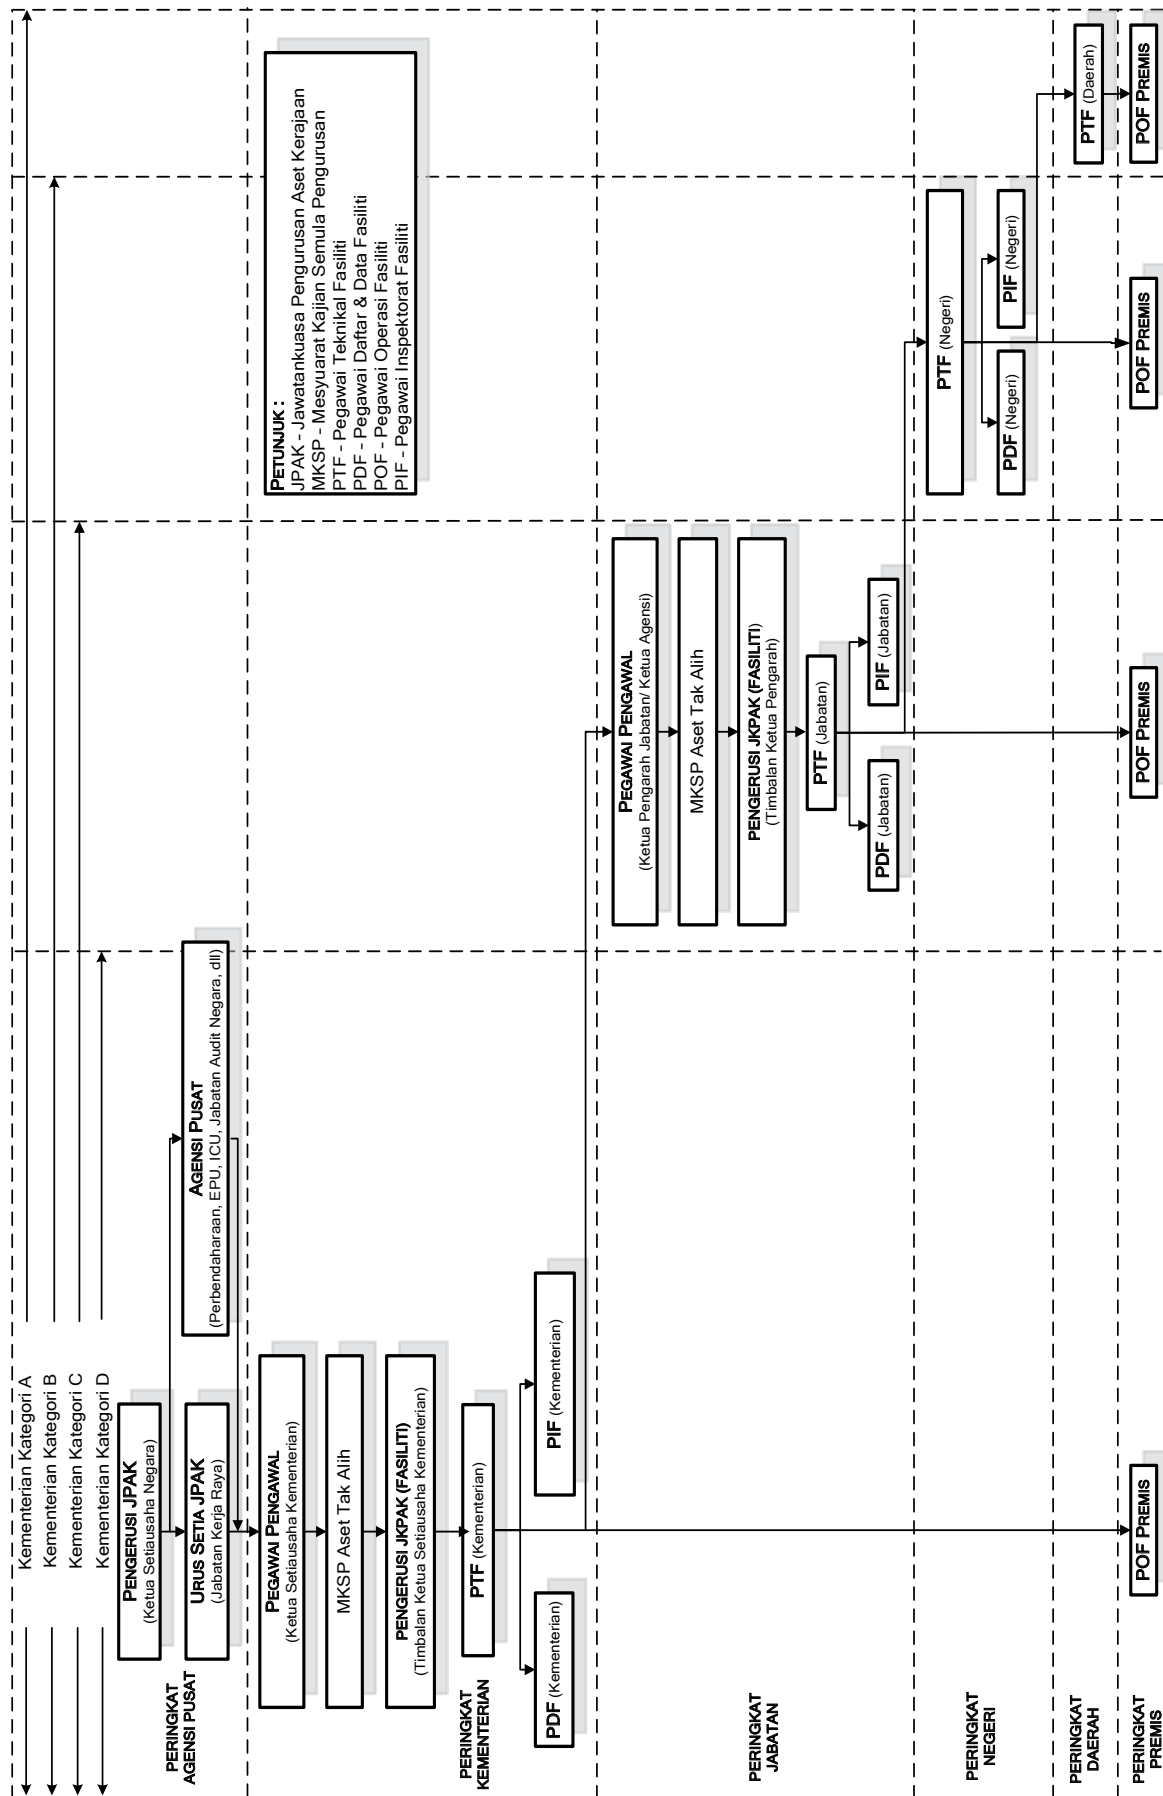 Kementerian Kategori A
Kementerian Kategori B
Kementerian Kategori C
Kementerian Kategori D
PERINGKAT
AGENSI PUSAT
PENGERUSI JPAK
(Ketua Setiausaha Negara)
URUS SETIA JPAK
(Jabatan Kerja Raya)
AGENSI PUSAT
(Perbendaharaan, EPU, ICU, Jabatan Audit Negara, dll)
PETUNJUK :
JPAK - Jawatankuasa Pengurusan Aset Kerajaan
MKSP - Mesyuarat Kajian Semula Pengurusan
PTF - Pegawai Teknikal Fasiliti
PDF - Pegawai Daftar & Data Fasiliti
POF - Pegawai Operasi Fasiliti
PIF - Pegawai Inspektorat Fasiliti
PERINGKAT
KEMENTERIAN
PEGAWAI PENGAWAL
(Ketua Setiausaha Kementerian)
MKSP Aset Tak Alih
PENGERUSI JKPAK (FASILITI)
(Timbalan Ketua Setiausaha Kementerian)
PTF (Kementerian)
PDF (Kementerian)
PIF (Kementerian)
PERINGKAT
JABATAN
PEGAWAI PENGAWAL
(Ketua Pengarah Jabatan/ Ketua Agensi)
MKSP Aset Tak Alih
PENGERUSI JKPAK (FASILITI)
(Timbalan Ketua Pengarah)
PTF (Jabatan)
PDF (Jabatan)
PIF (Jabatan)
PERINGKAT
NEGERI
PTF (Negeri)
PDF (Negeri)
PIF (Negeri)
PERINGKAT
DAERAH
PTF (Daerah)
PERINGKAT
PREMIS
POF PREMIS
POF PREMIS
POF PREMIS
POF PREMIS